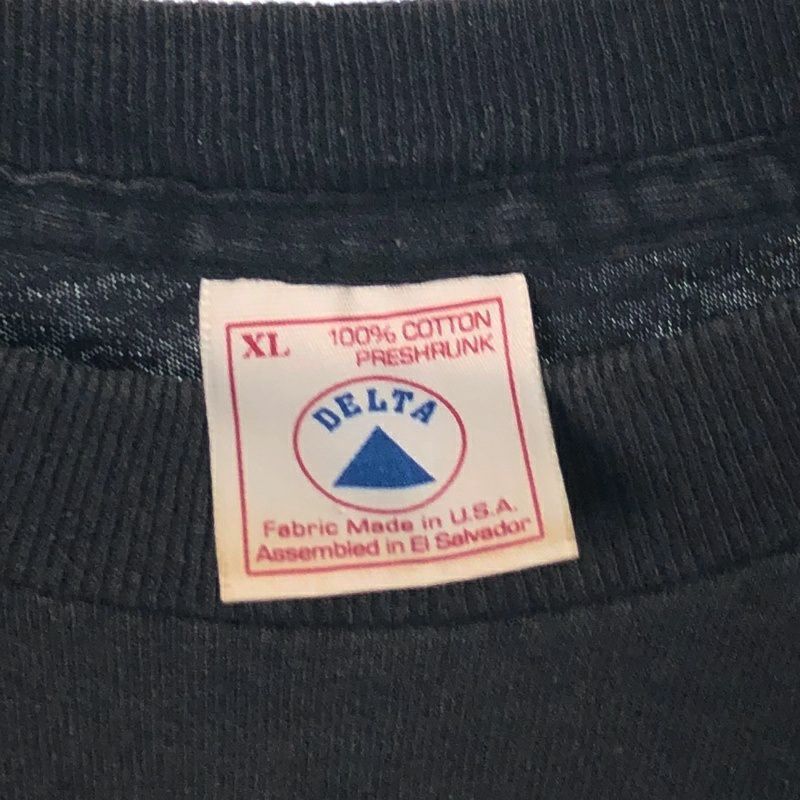 XL 100% COTTON
PRESHRUNK
DELTA
Fabric Made in U.S.A.
Assembled in El Salvador